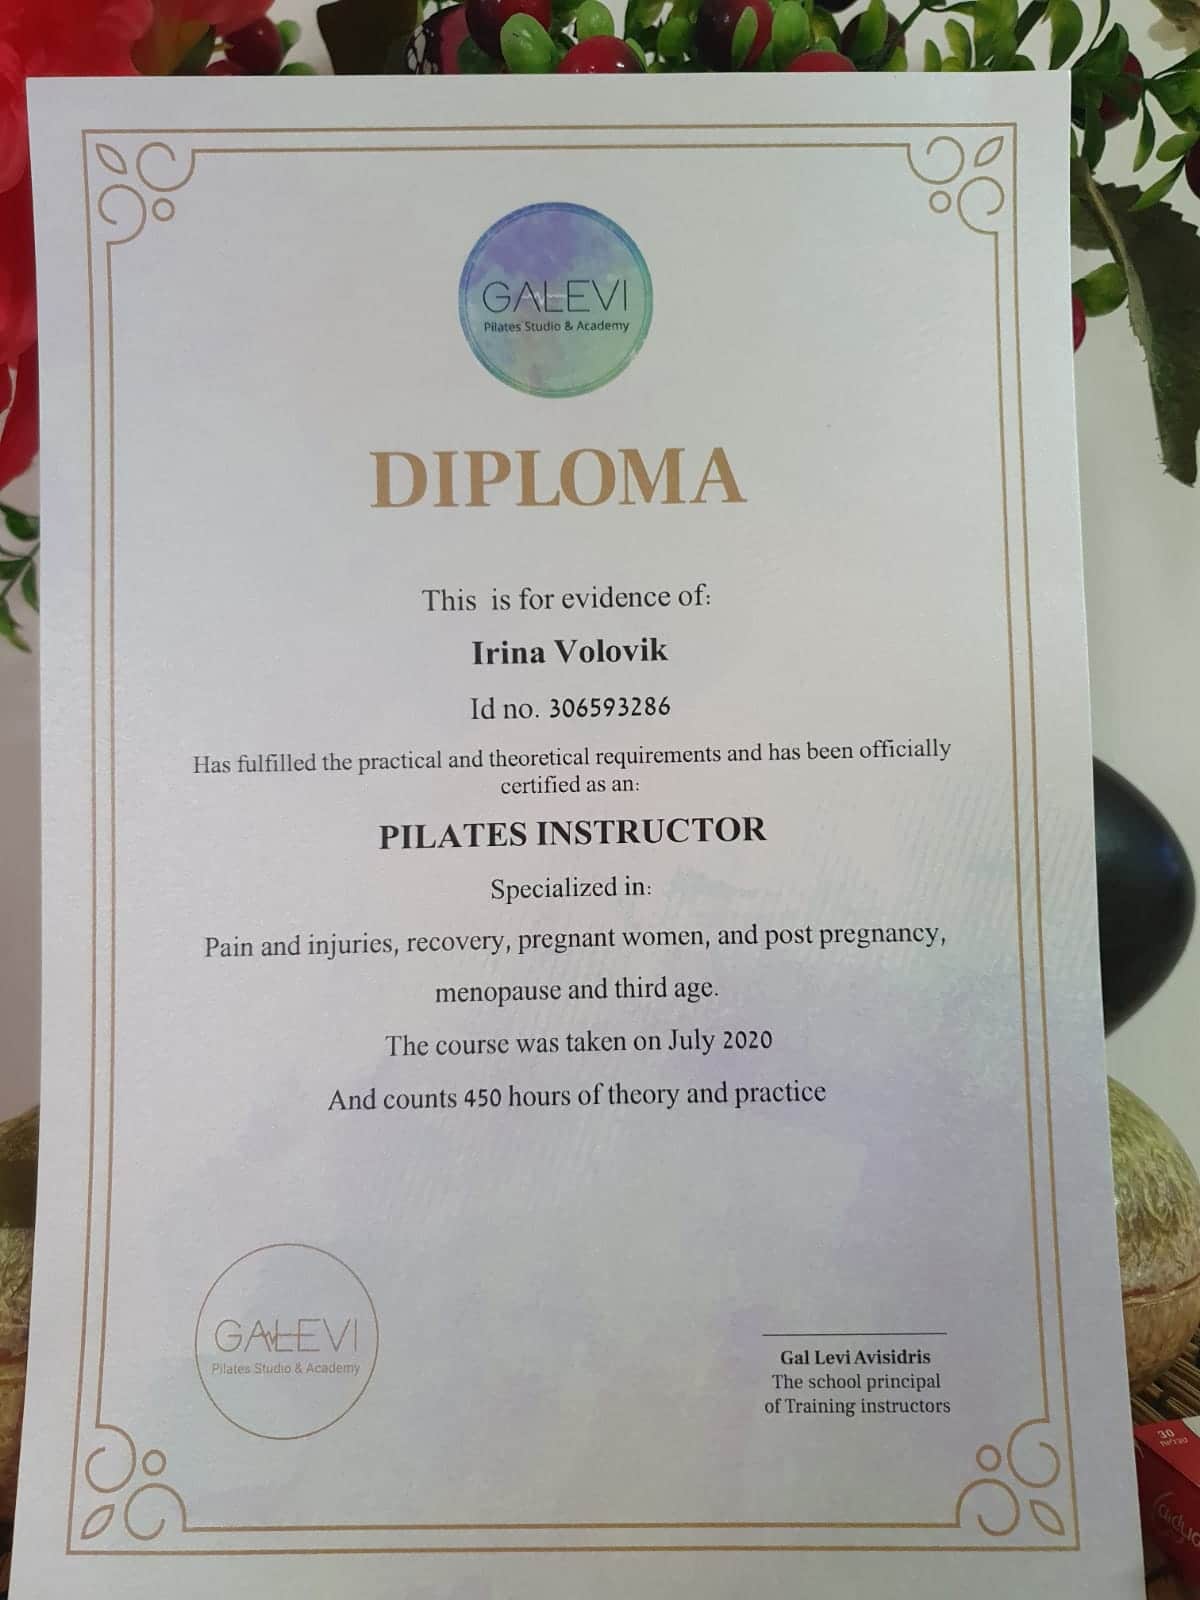 GALEVI
Pilates Studio & Academy
DIPLOMA
This is for evidence of:
Irina Volovik
Id no. 306593286
Has fulfilled the practical and theoretical requirements and has been officially
certified as an:
PILATES INSTRUCTOR
Specialized in:
Pain and injuries, recovery, pregnant women, and post pregnancy,
menopause and third age.
The course was taken on July 2020
And counts 450 hours of theory and practice
GALEVI
Pilates Studio & Academy
Gal Levi Avisidris
The school principal
of Training instructors
30